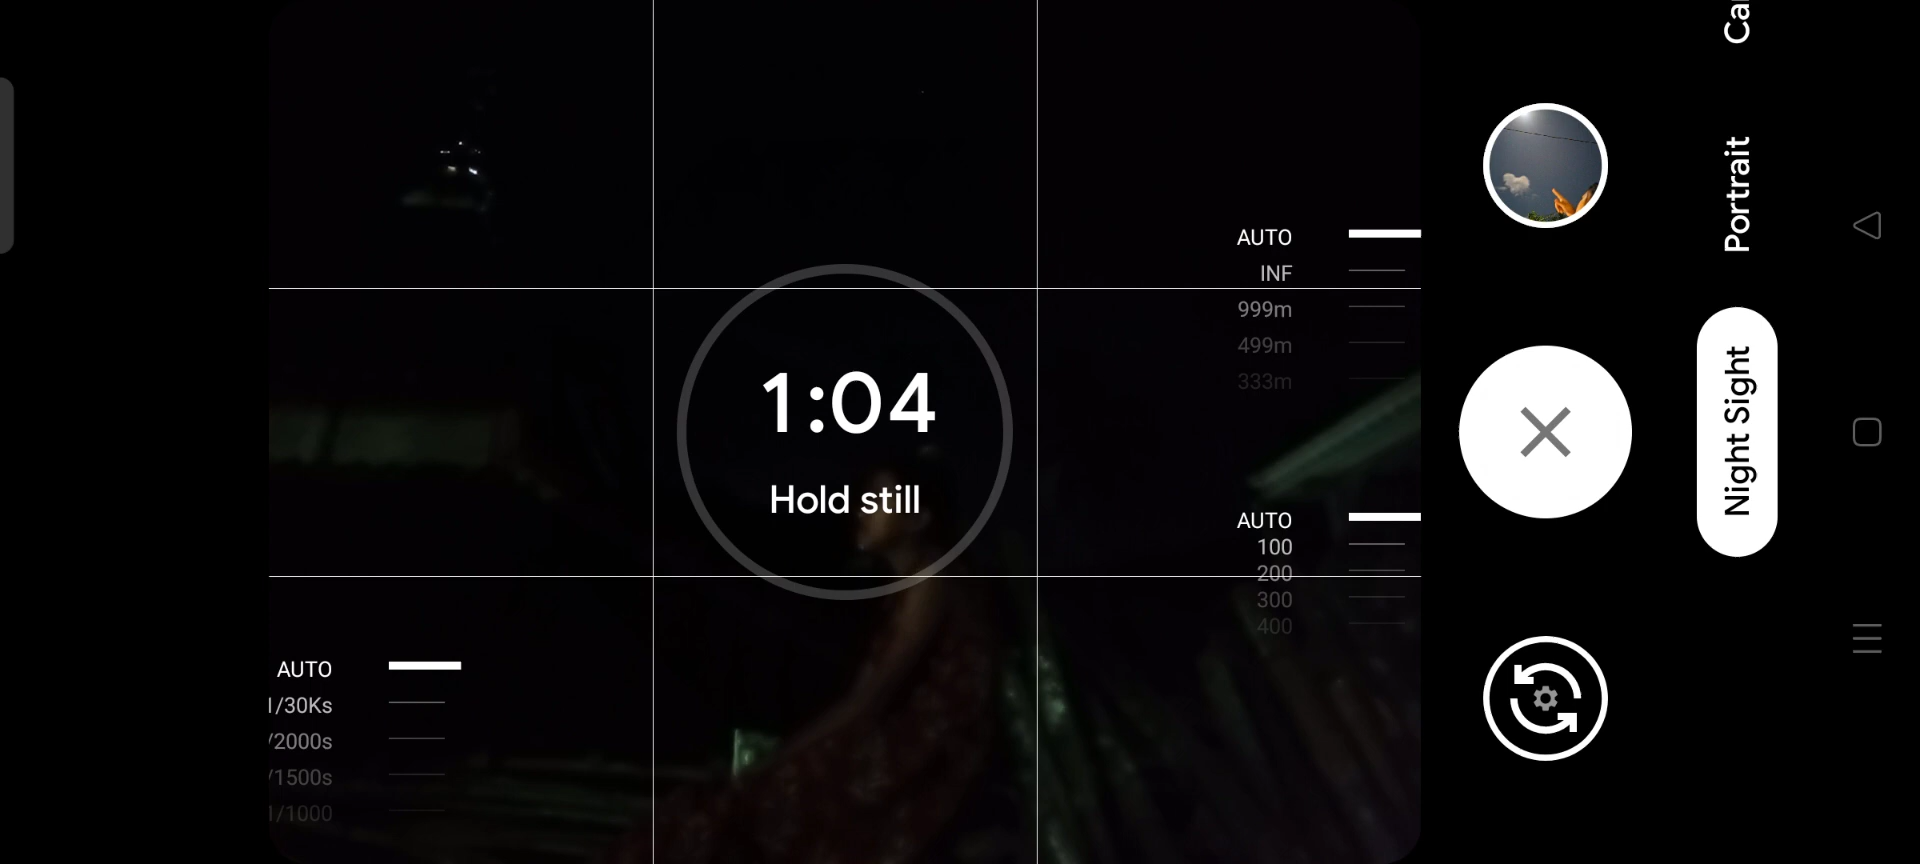 AUTO
INF
999m
499m
333m
1:04
Hold still
AUTO
100
200
300
400
AUTO
1/30Ks
/2000s
/1500s
1/1000
Ca
Portrait
Night Sight